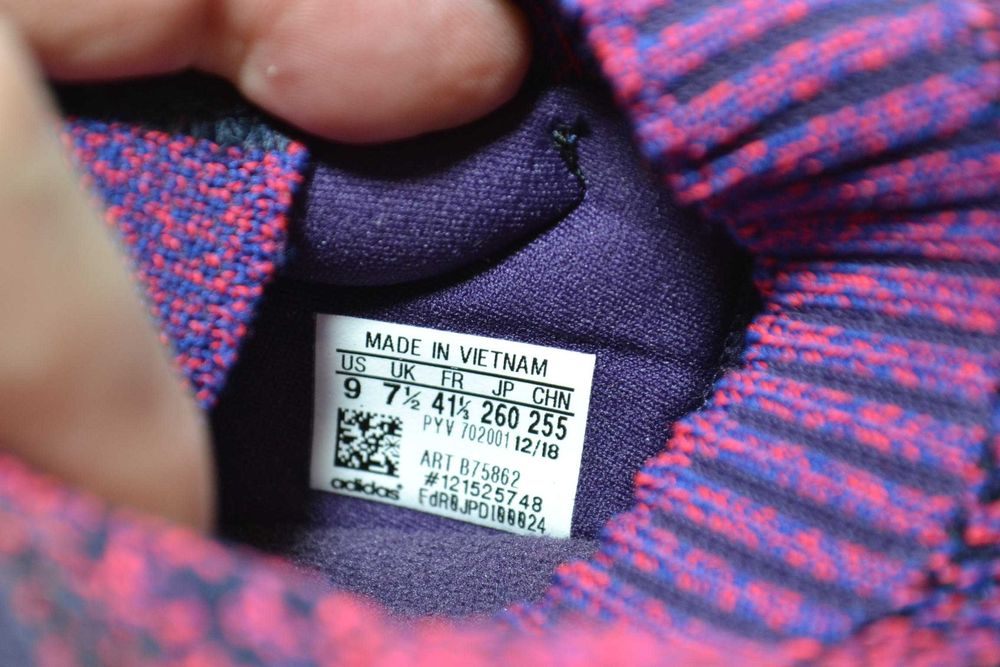 MADE IN VIETNAM
US UK FR JP CHN
9 7½ 41⅓ 260 255
PYV 702001 12/18
ART B75862
#121525748
EdR0JPDI00024
adidas